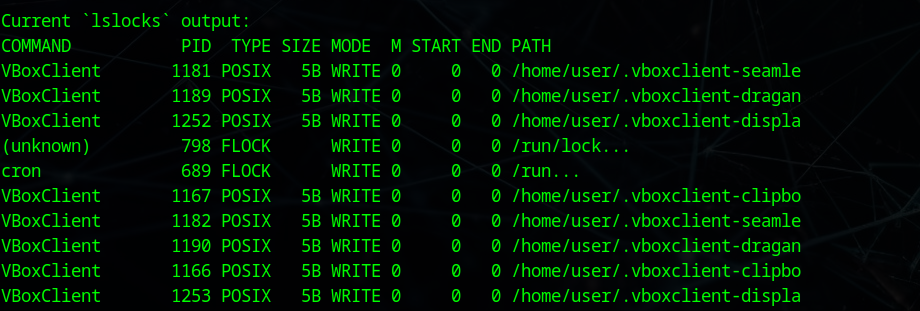 Current `lslocks` output:
COMMAND           PID  TYPE SIZE MODE  M START END PATH
VBoxClient       1181 POSIX   5B WRITE 0     0   0 /home/user/.vboxclient-seamle
VBoxClient       1189 POSIX   5B WRITE 0     0   0 /home/user/.vboxclient-dragan
VBoxClient       1252 POSIX   5B WRITE 0     0   0 /home/user/.vboxclient-displa
(unknown)         798 FLOCK      WRITE 0     0   0 /run/lock...
cron              689 FLOCK      WRITE 0     0   0 /run...
VBoxClient       1167 POSIX   5B WRITE 0     0   0 /home/user/.vboxclient-clipbo
VBoxClient       1182 POSIX   5B WRITE 0     0   0 /home/user/.vboxclient-seamle
VBoxClient       1190 POSIX   5B WRITE 0     0   0 /home/user/.vboxclient-dragan
VBoxClient       1166 POSIX   5B WRITE 0     0   0 /home/user/.vboxclient-clipbo
VBoxClient       1253 POSIX   5B WRITE 0     0   0 /home/user/.vboxclient-displa